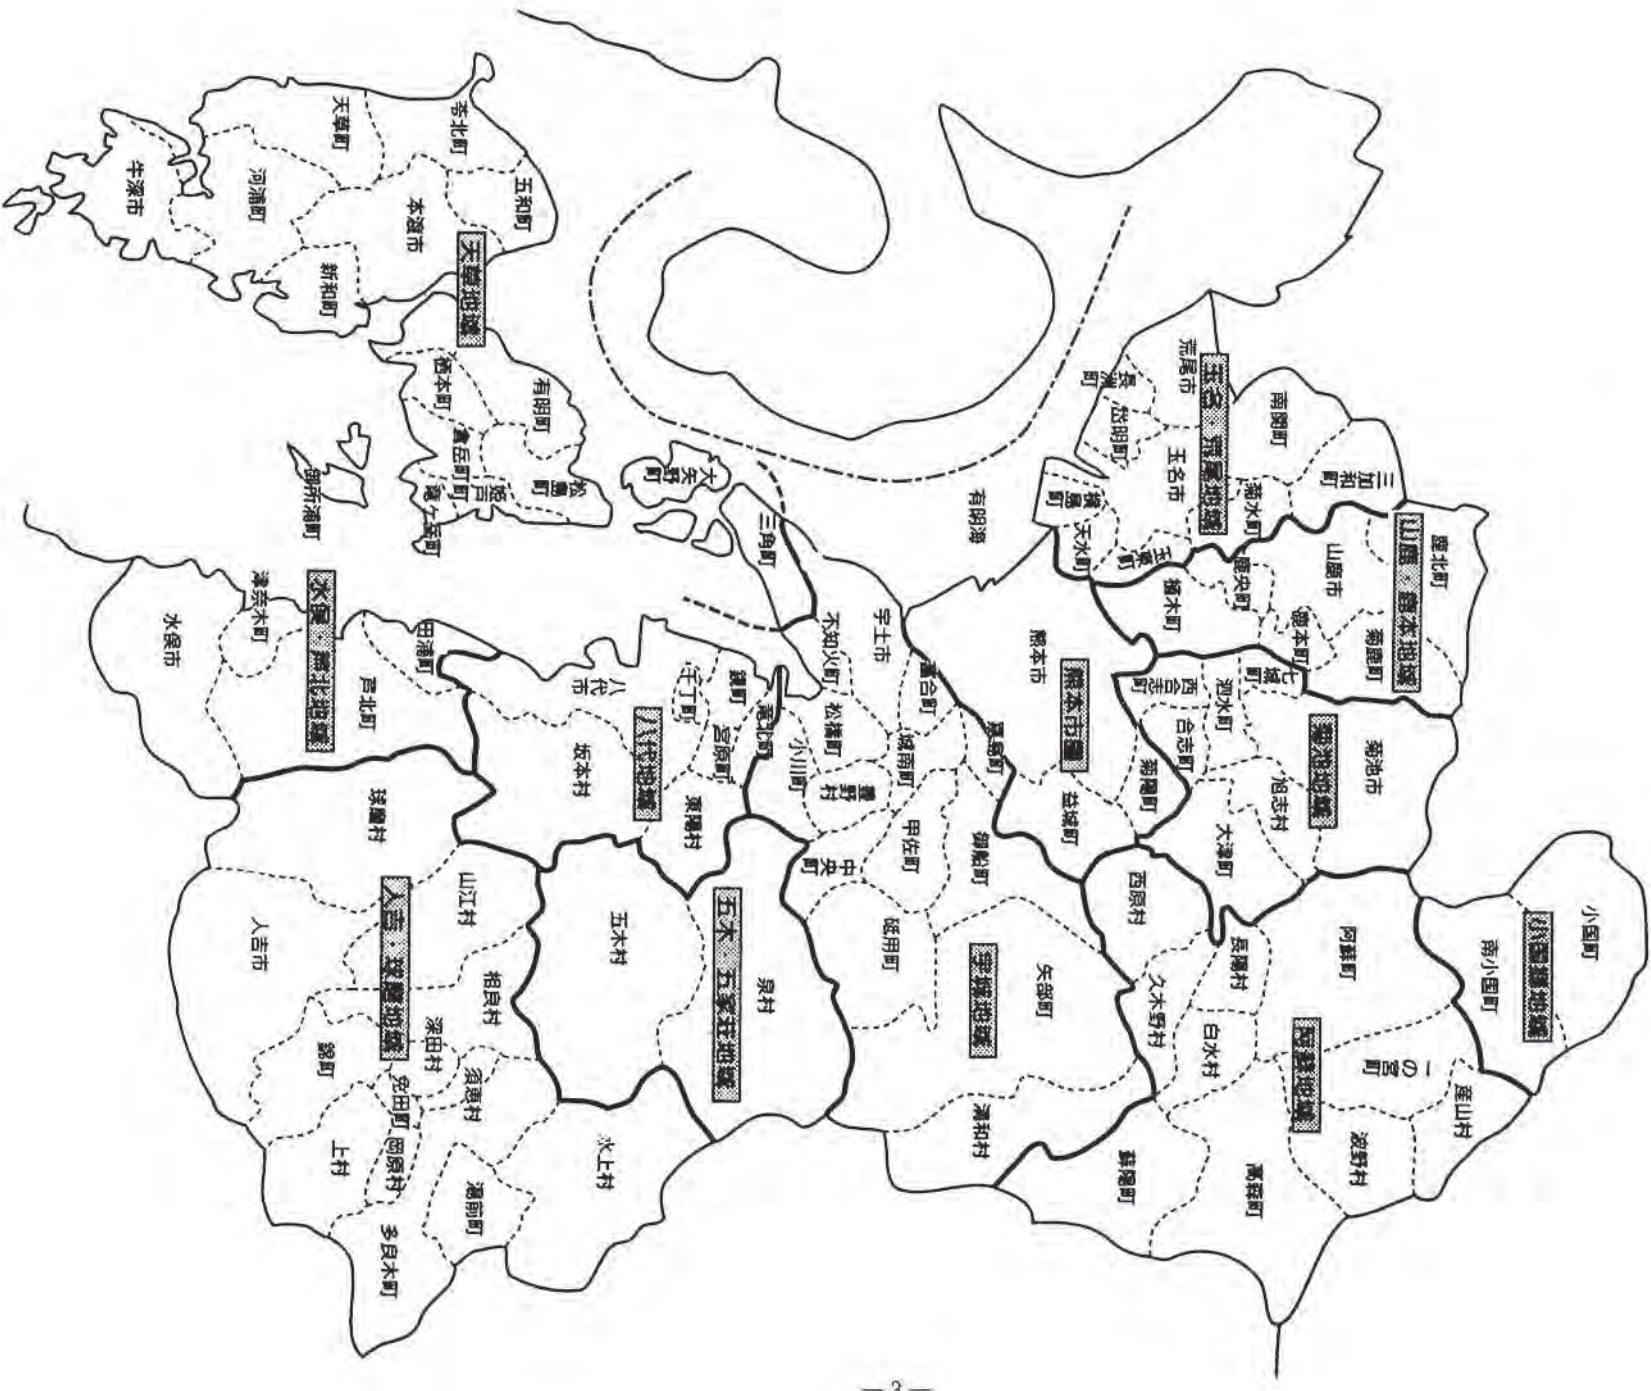 小国町
小国郷地域
南小国町
産山村
一の宮町
波野村
阿蘇地域
阿蘇町
高森町
白水村
長陽村
久木野村
西原村
蘇陽町
鹿北町
山鹿・鹿本地域
菊鹿町
山鹿市
鹿本町
鹿央町
植木町
菊池市
菊池地域
七城町
旭志村
泗水町
西合志町
合志町
大津町
菊陽町
三加和町
南関町
菊水町
玉名・荒尾地域
荒尾市
長洲町
岱明町
玉名市
横島町
天水町
玉東町
有明海
熊本市
熊本市圏
益城町
嘉島町
御船町
矢部町
宇城地域
清和村
甲佐町
砥用町
中央町
城南町
富合町
宇土市
不知火町
松橋町
豊野村
小川町
三角町
大矢野町
竜北町
鏡町
宮原町
千丁町
東陽村
八代地域
八代市
坂本村
泉村
五木・五家荘地域
五木村
田浦町
芦北町
水俣・芦北地域
津奈木町
水俣市
球磨村
山江村
人吉・球磨地域
人吉市
相良村
深田村
須恵村
錦町
免田町
岡原村
上村
水上村
湯前町
多良木町
松島町
有明町
姫戸町
倉岳町
竜ヶ岳町
栖本町
御所浦町
天草地域
五和町
苓北町
本渡市
天草町
新和町
河浦町
牛深市
— 3 —